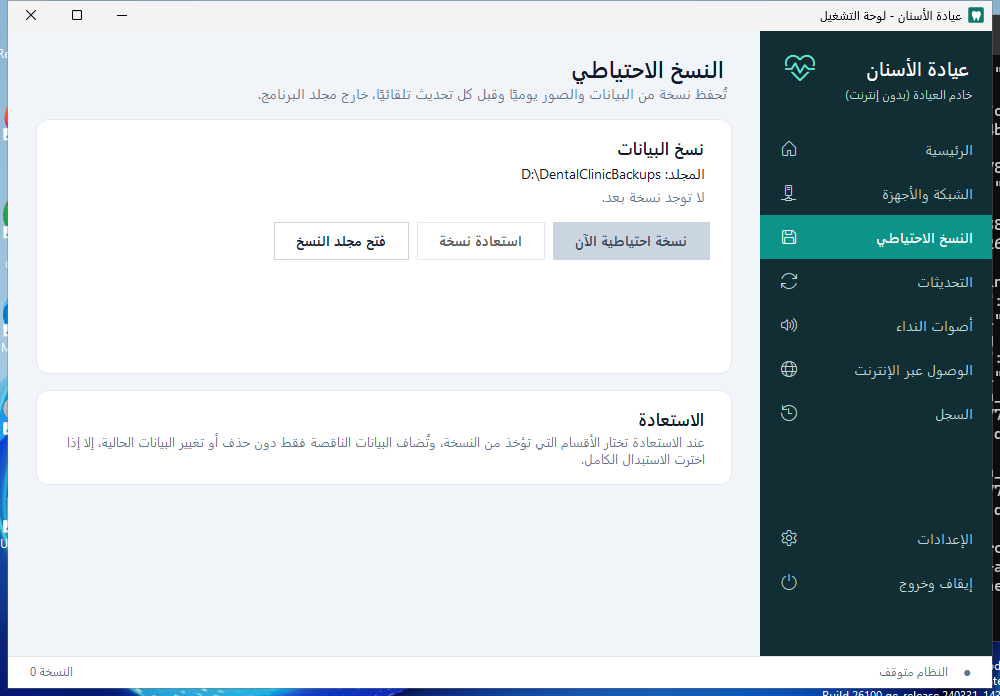 عيادة الأسنان - لوحة التشغيل
عيادة الأسنان
خادم العيادة (بدون إنترنت)
الرئيسية
الشبكة والأجهزة
النسخ الاحتياطي
التحديثات
أصوات النداء
الوصول عبر الإنترنت
السجل
الإعدادات
إيقاف وخروج
النسخ الاحتياطي
تُحفظ نسخة من البيانات والصور يوميًا وقبل كل تحديث تلقائيًا، خارج مجلد البرنامج.
نسخ البيانات
المجلد: D:\DentalClinicBackups
لا توجد نسخة بعد.
نسخة احتياطية الآن
استعادة نسخة
فتح مجلد النسخ
الاستعادة
عند الاستعادة تختار الأقسام التي تؤخذ من النسخة، وتُضاف البيانات الناقصة فقط دون حذف أو تغيير البيانات الحالية، إلا إذا
اخترت الاستبدال الكامل.
النظام متوقف
النسخة 0